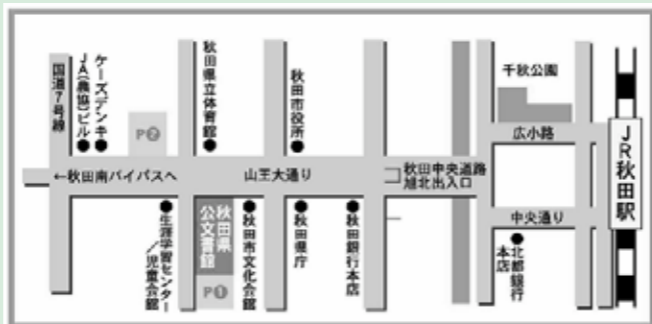 国道7号線
JA(農協)ビル
ケーズデンキ
P2
秋田県立体育館
秋田市役所
千秋公園
広小路
JR秋田駅
←秋田南バイパスへ
山王大通り
秋田中央道路
旭北出入口
中央通り
生涯学習センター
/児童会館
秋田県
公文書館
P1
秋田市文化会館
秋田県庁
秋田銀行本店
北都銀行
本店